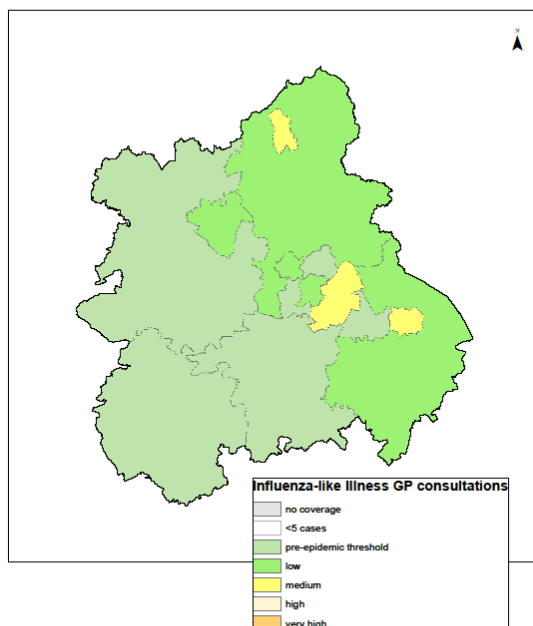 N
Influenza-like Illness GP consultations
no coverage
<5 cases
pre-epidemic threshold
low
medium
high
very high